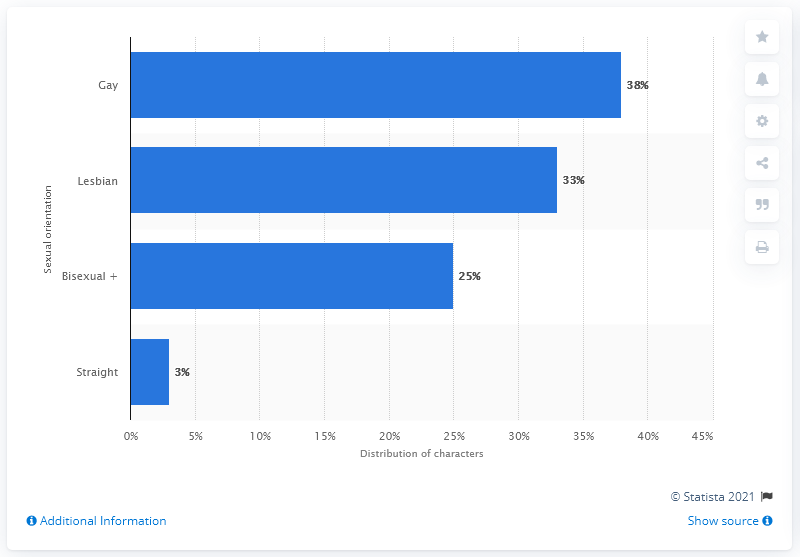 Sexual orientation
Gay
38%
Lesbian
33%
Bisexual +
25%
Straight
3%
0% 5% 10% 15% 20% 25% 30% 35% 40% 45%
Distribution of characters
© Statista 2021
Additional Information
Show source